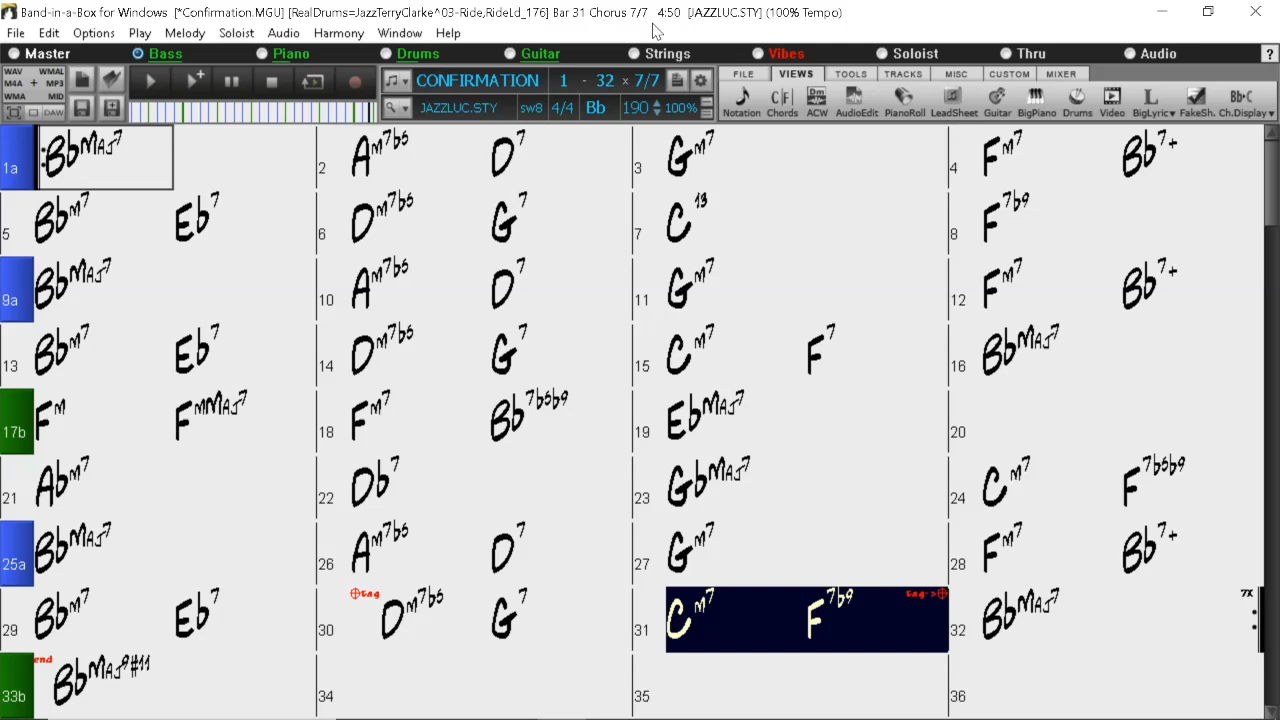 Band-in-a-Box for Windows [*Confirmation.MGU] [RealDrums=JazzTerryClarke^03-Ride,RideLd_176] Bar 31 Chorus 7/7 4:50 [JAZZLUC.STY] (100% Tempo)
File Edit Options Play Melody Soloist Audio Harmony Window Help
Master Bass Piano Drums Guitar Strings Vibes Soloist Thru Audio ?
WAV WMAL
M4A + MP3
WMA MID
DAW
CONFIRMATION 1 - 32 x 7/7
JAZZLUC.STY sw8 4/4 Bb 190 100%
FILE VIEWS TOOLS TRACKS MISC CUSTOM MIXER
Notation Chords ACW AudioEdit PianoRoll LeadSheet Guitar BigPiano Drums Video BigLyric▾ FakeSh. Ch.Display▾
1a :BbMAJ7 2 Am7b5 D7 3 Gm7 4 Fm7 Bb7+
5 Bbm7 Eb7 6 Dm7b5 G7 7 C13 8 F7b9
9a BbMAJ7 10 Am7b5 D7 11 Gm7 12 Fm7 Bb7+
13 Bbm7 Eb7 14 Dm7b5 G7 15 Cm7 F7 16 BbMAJ7
17b Fm FmMAJ7 18 Fm7 Bb7b5b9 19 EbMAJ7 20
21 Abm7 22 Db7 23 GbMAJ7 24 Cm7 F7b5b9
25a BbMAJ7 26 Am7b5 D7 27 Gm7 28 Fm7 Bb7+
29 Bbm7 Eb7 30 tag Dm7b5 G7 31 Cm7 F7b9 tag-> 32 BbMAJ7 7x
33b end BbMAJ9#11 34 35 36